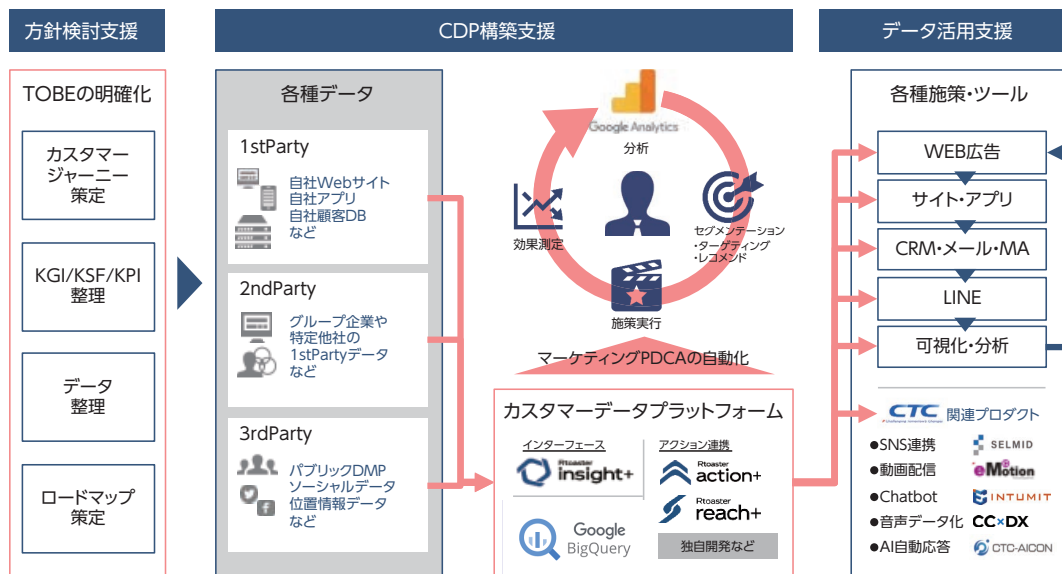 方針検討支援
TOBEの明確化
カスタマー
ジャーニー
策定
KGI/KSF/KPI
整理
データ
整理
ロードマップ
策定
CDP構築支援
各種データ
1stParty
自社Webサイト
自社アプリ
自社顧客DB
など
2ndParty
グループ企業や
特定他社の
1stPartyデータ
など
3rdParty
パブリックDMP
ソーシャルデータ
位置情報データ
など
Google Analytics
分析
セグメンテーション
・ターゲティング
・レコメンド
施策実行
効果測定
マーケティングPDCAの自動化
カスタマーデータプラットフォーム
インターフェース
Rtoaster
insight+
Google
BigQuery
アクション連携
Rtoaster
action+
Rtoaster
reach+
独自開発など
データ活用支援
各種施策・ツール
WEB広告
サイト・アプリ
CRM・メール・MA
LINE
可視化・分析
CTC 関連プロダクト
●SNS連携 SELMID
●動画配信 eMotion
●Chatbot INTUMIT
●音声データ化 CC×DX
●AI自動応答 CTC-AICON